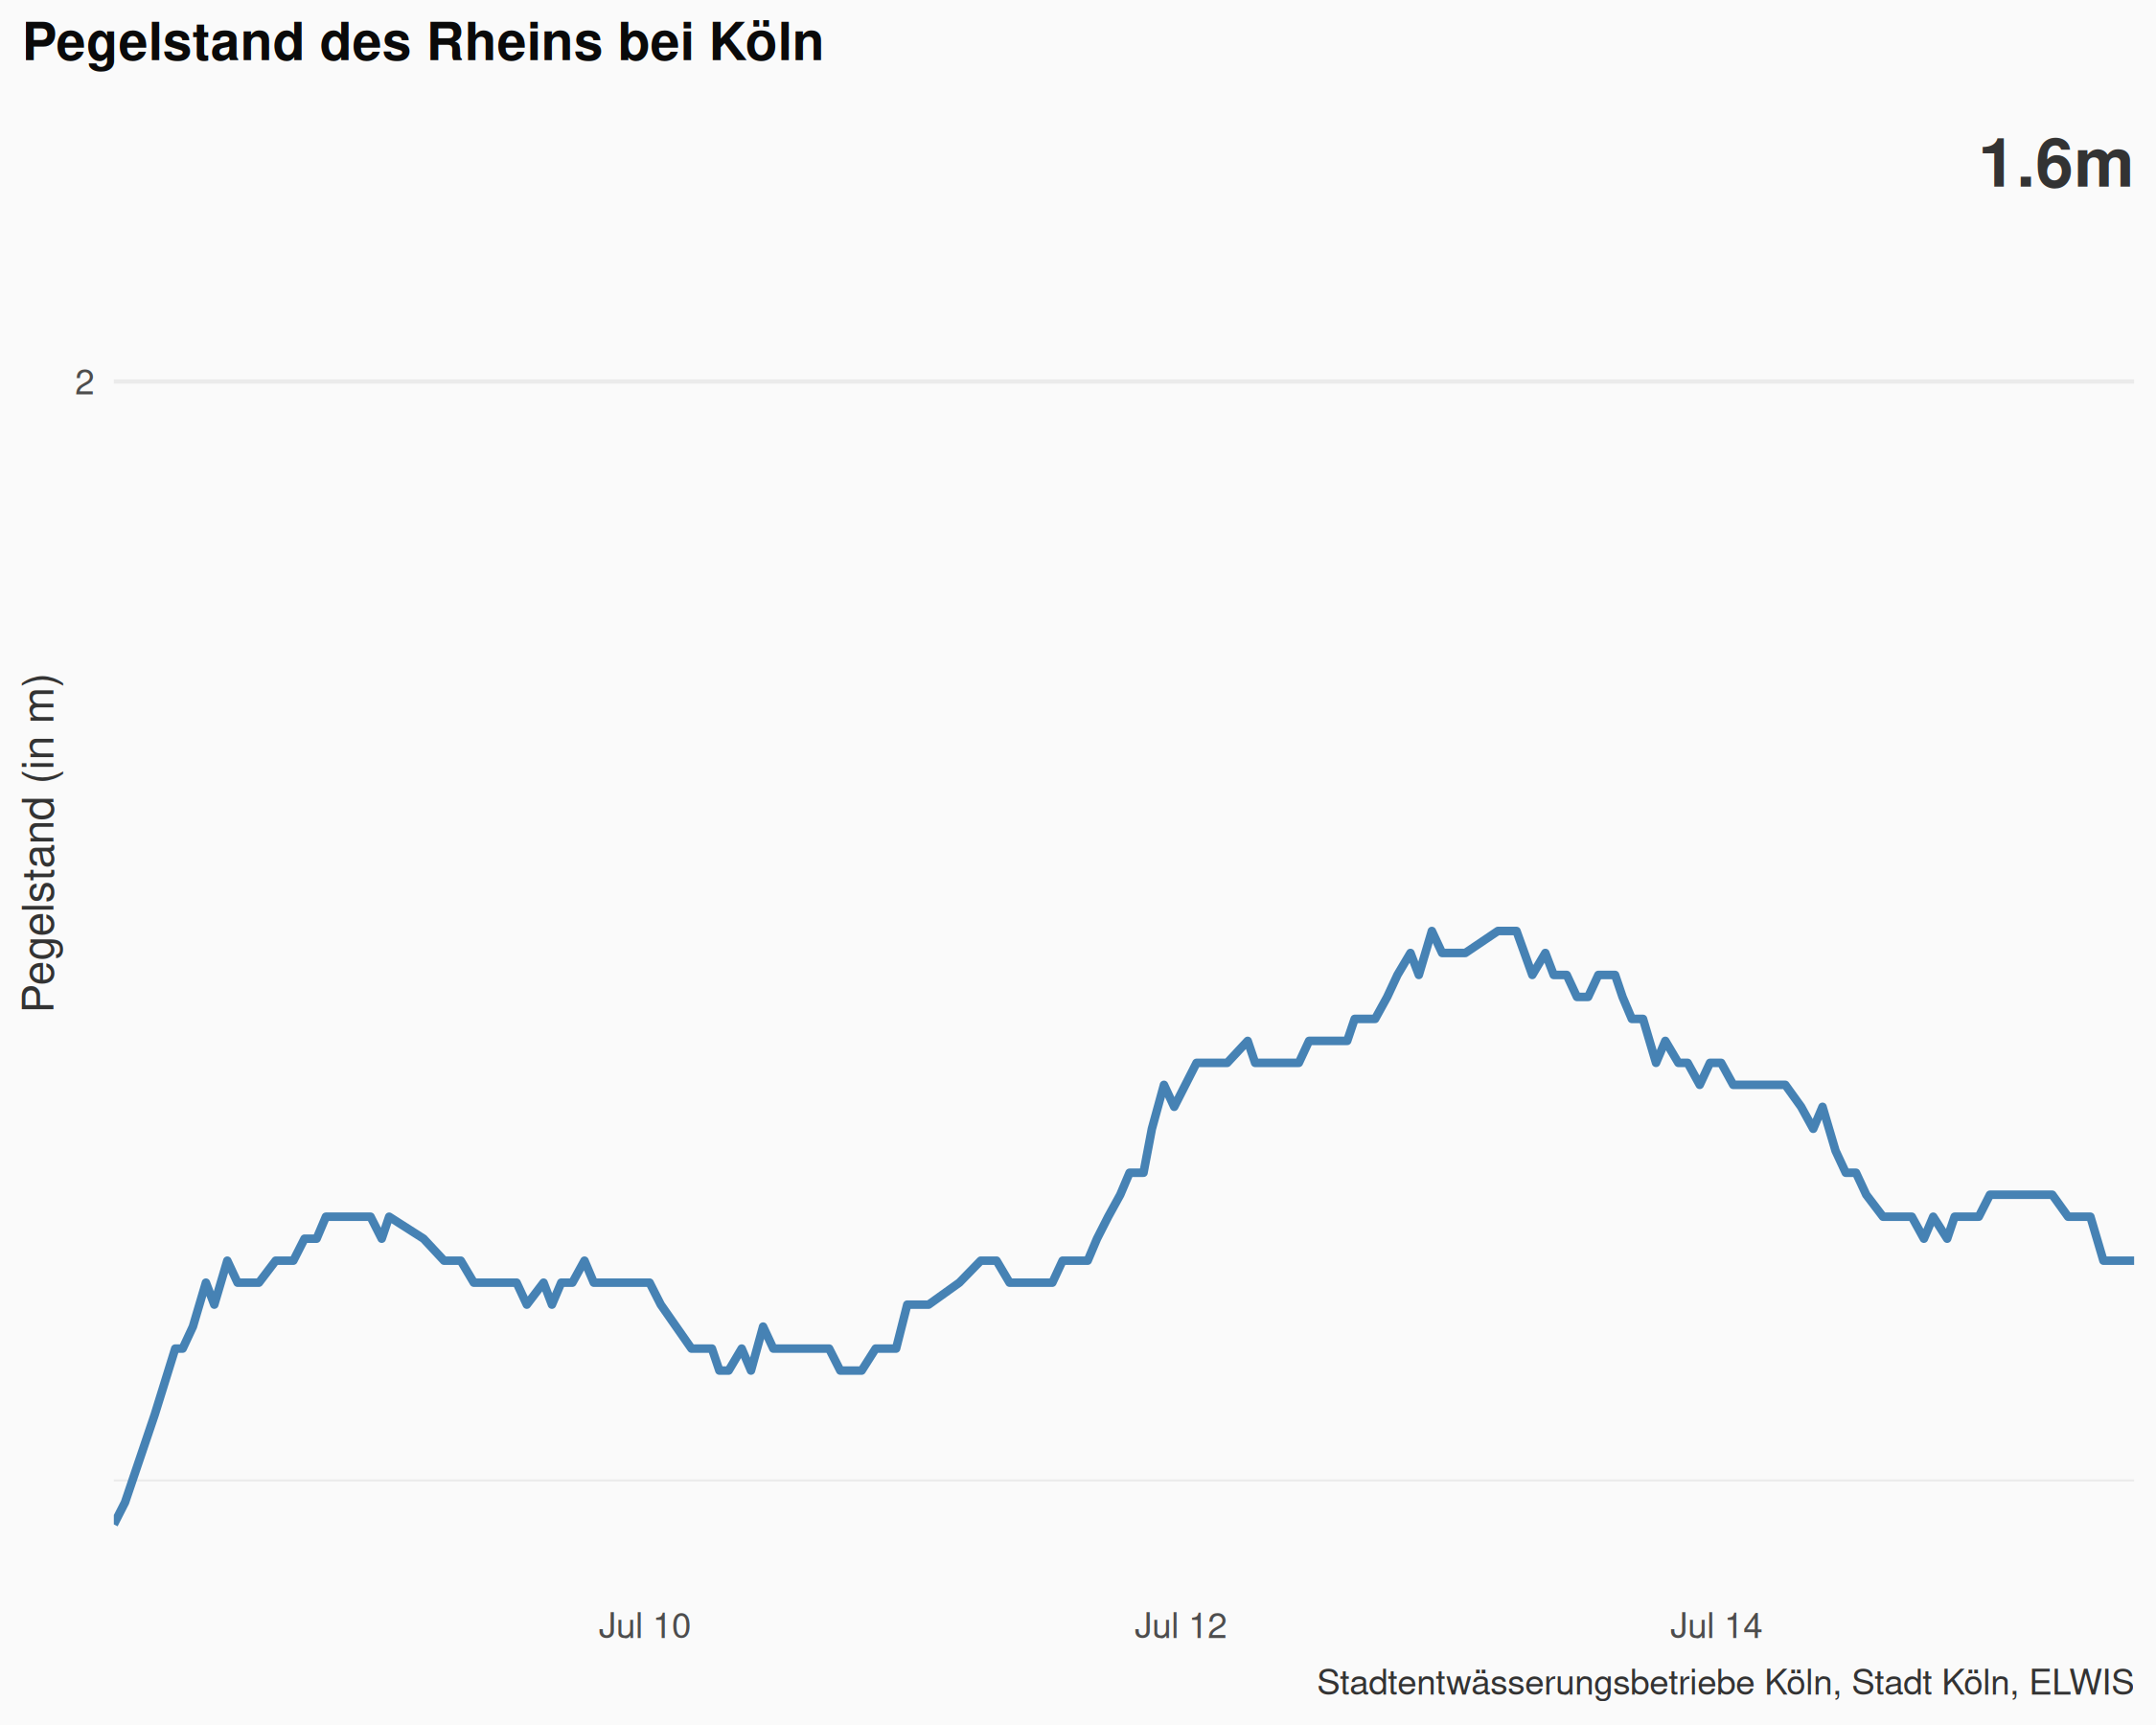 Pegelstand des Rheins bei Köln
1.6m
2
Pegelstand (in m)
Jul 10
Jul 12
Jul 14
Stadtentwässerungsbetriebe Köln, Stadt Köln, ELWIS